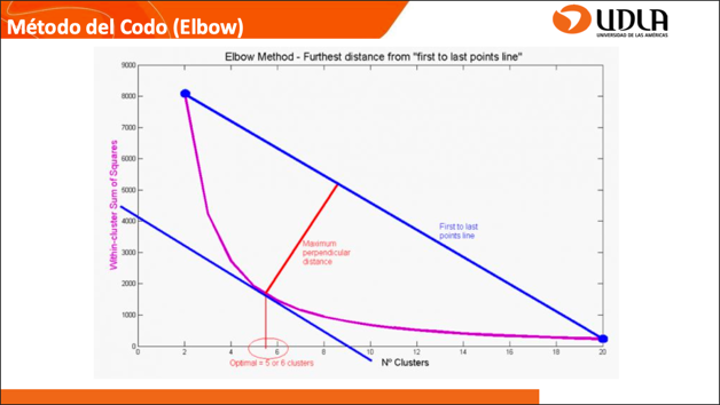 Método del Codo (Elbow)
UDLA
UNIVERSIDAD DE LAS AMÉRICAS
Elbow Method - Furthest distance from "first to last points line"
9000
8000
7000
6000
5000
4000
3000
2000
1000
0
Within-cluster Sum of Squares
First to last
points line
Maximum
perpendicular
distance
0 2 4 6 8 10 12 14 16 18 20
Optimal = 5 or 6 clusters
Nº Clusters